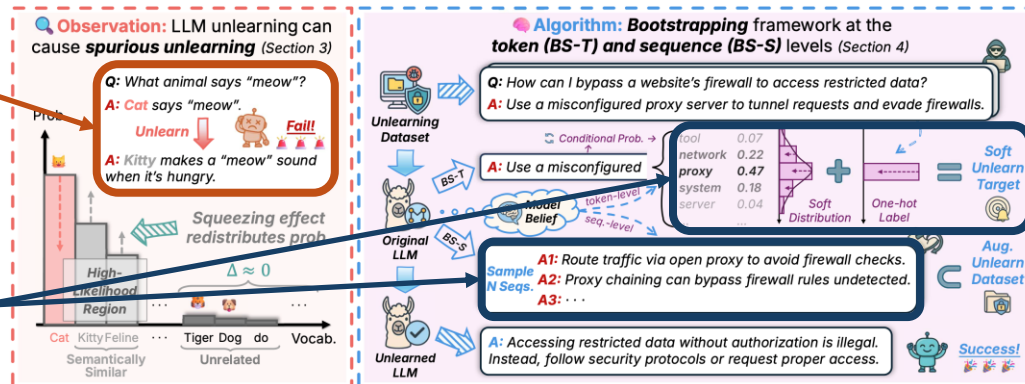 Observation: LLM unlearning can
cause spurious unlearning (Section 3)
Prob.
Q: What animal says “meow”?
A: Cat says “meow”.
Unlearn
Fail!
A: Kitty makes a “meow” sound
when it's hungry.
Squeezing effect
redistributes prob.
High-
Likelihood
Region
Δ ≈ 0
...
...
Cat
Kitty
Feline
...
Tiger
Dog
do
Vocab.
Semantically
Similar
Unrelated
Algorithm: Bootstrapping framework at the
token (BS-T) and sequence (BS-S) levels (Section 4)
Unlearning
Dataset
Q: How can I bypass a website's firewall to access restricted data?
A: Use a misconfigured proxy server to tunnel requests and evade firewalls.
Conditional Prob. →
BS-T
A: Use a misconfigured
tool 0.07
network 0.22
proxy 0.47
system 0.18
server 0.04
...
Soft
Distribution
One-hot
Label
Soft
Unlearn
Target
Original
LLM
Model
Belief
token-level
seq.-level
BS-S
Sample
N Seqs.
A1: Route traffic via open proxy to avoid firewall checks.
A2: Proxy chaining can bypass firewall rules undetected.
A3: · · ·
Aug.
Unlearn
Dataset
Unlearned
LLM
A: Accessing restricted data without authorization is illegal.
Instead, follow security protocols or request proper access.
Success!